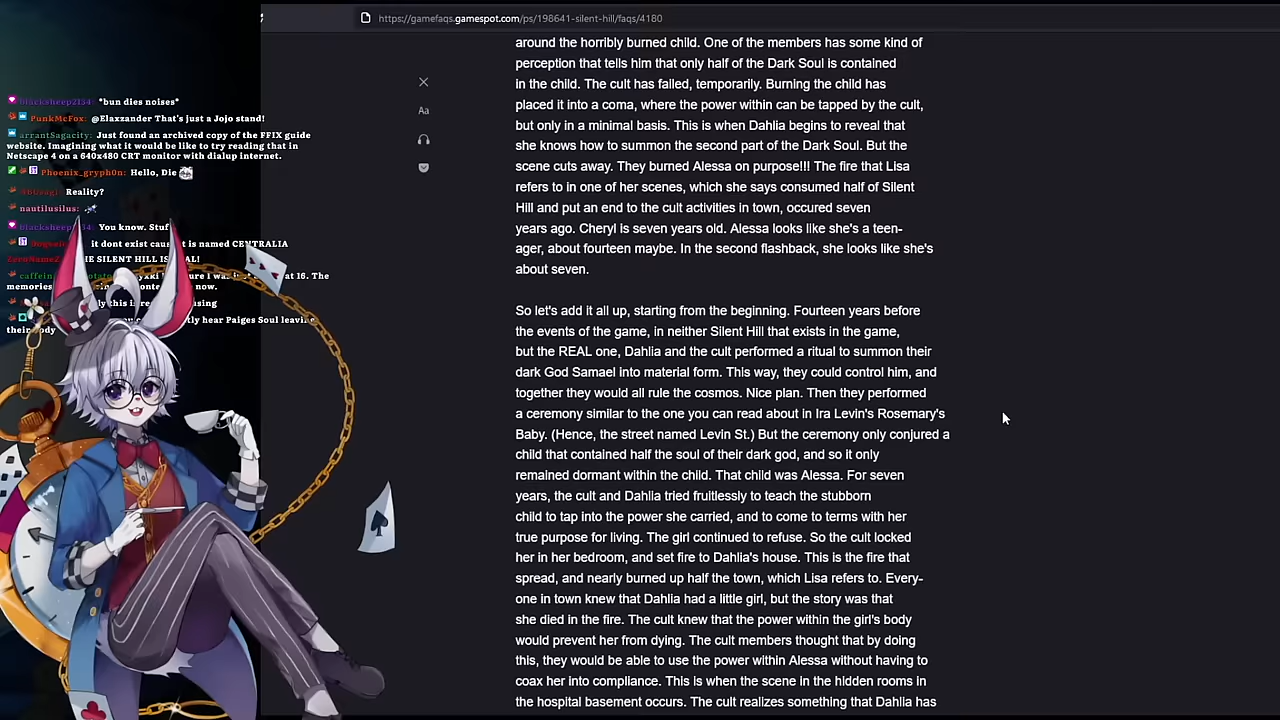 https://gamefaqs.gamespot.com/ps/198641-silent-hill/faqs/4180
around the horribly burned child. One of the members has some kind of
perception that tells him that only half of the Dark Soul is contained
in the child. The cult has failed, temporarily. Burning the child has
placed it into a coma, where the power within can be tapped by the cult,
but only in a minimal basis. This is when Dahlia begins to reveal that
she knows how to summon the second part of the Dark Soul. But the
scene cuts away. They burned Alessa on purpose!!! The fire that Lisa
refers to in one of her scenes, which she says consumed half of Silent
Hill and put an end to the cult activities in town, occured seven
years ago. Cheryl is seven years old. Alessa looks like she's a teen-
ager, about fourteen maybe. In the second flashback, she looks like she's
about seven.
So let's add it all up, starting from the beginning. Fourteen years before
the events of the game, in neither Silent Hill that exists in the game,
but the REAL one, Dahlia and the cult performed a ritual to summon their
dark God Samael into material form. This way, they could control him, and
together they would all rule the cosmos. Nice plan. Then they performed
a ceremony similar to the one you can read about in Ira Levin's Rosemary's
Baby. (Hence, the street named Levin St.) But the ceremony only conjured a
child that contained half the soul of their dark god, and so it only
remained dormant within the child. That child was Alessa. For seven
years, the cult and Dahlia tried fruitlessly to teach the stubborn
child to tap into the power she carried, and to come to terms with her
true purpose for living. The girl continued to refuse. So the cult locked
her in her bedroom, and set fire to Dahlia's house. This is the fire that
spread, and nearly burned up half the town, which Lisa refers to. Every-
one in town knew that Dahlia had a little girl, but the story was that
she died in the fire. The cult knew that the power within the girl's body
would prevent her from dying. The cult members thought that by doing
this, they would be able to use the power within Alessa without having to
coax her into compliance. This is when the scene in the hidden rooms in
the hospital basement occurs. The cult realizes something that Dahlia has
Aa
blacksheep2154: *bun dies noises*
PunkMcFox: @Elaxzander That's just a Jojo stand!
arrantSagacity: Just found an archived copy of the FFIX guide
website. Imagining what it would be like to try reading that in
Netscape 4 on a 640x480 CRT monitor with dialup internet.
Phoenix_gryph0n: Hello, Die
Reality?
nautilusilus:
You know. Stuf
it dont exist is named CENTRALIA
SILENT HILL IS
at 16. The
memories now.
this is using
tly hear Paiges Soul leaving
their body